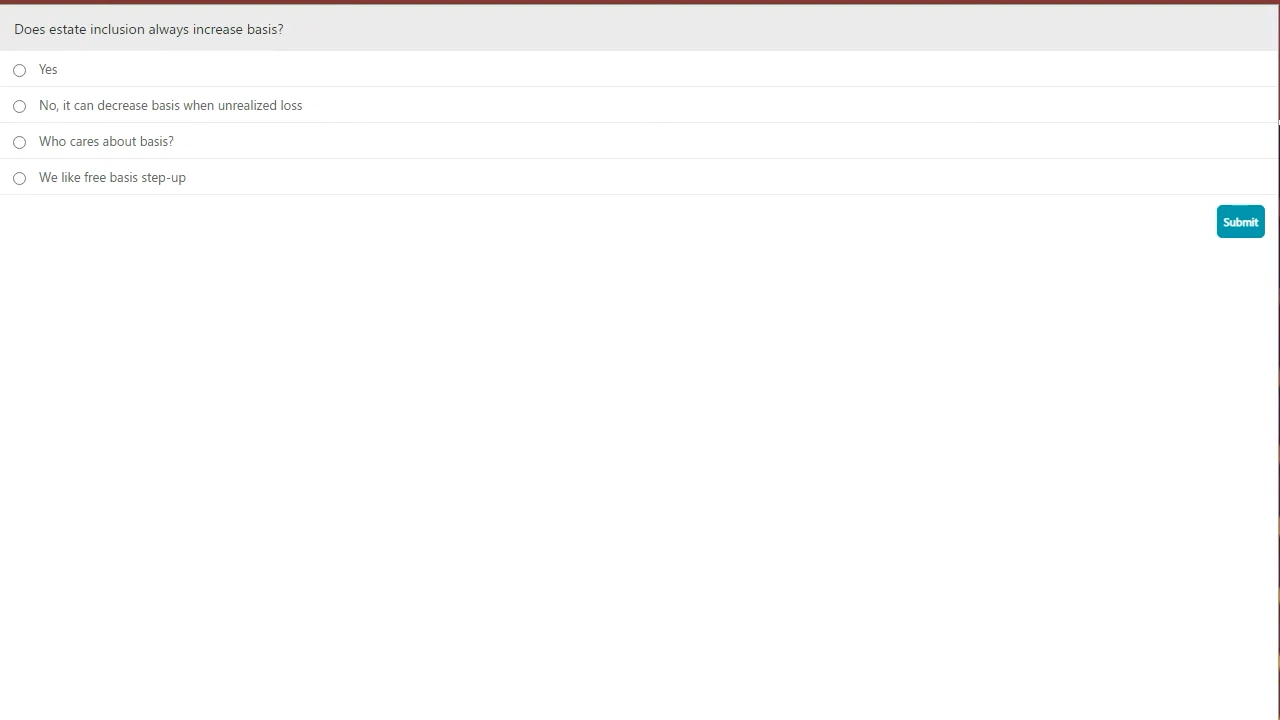 Does estate inclusion always increase basis?
Yes
No, it can decrease basis when unrealized loss
Who cares about basis?
We like free basis step-up
Submit